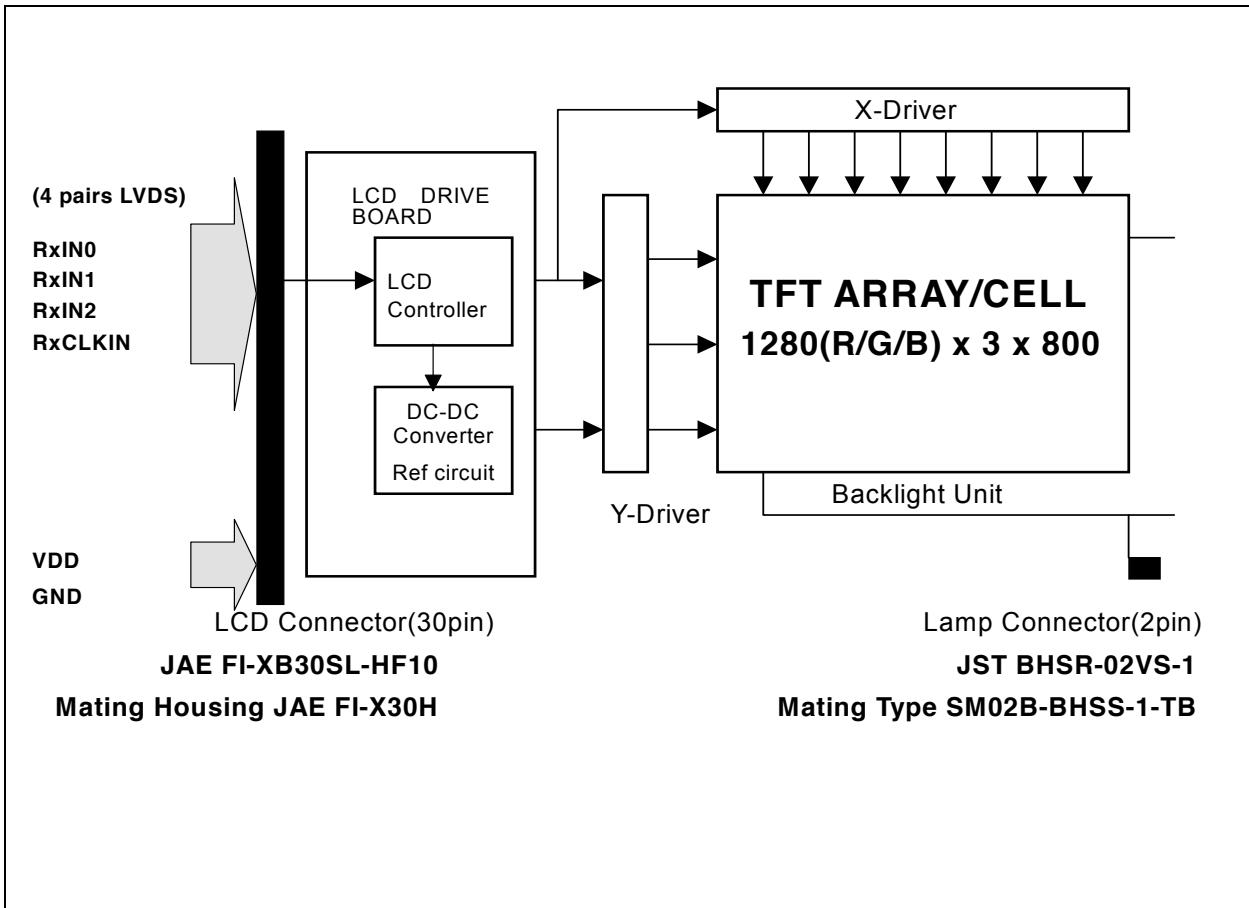 X-Driver
(4 pairs LVDS)
RxIN0
RxIN1
RxIN2
RxCLKIN
LCD DRIVE
BOARD
LCD
Controller
DC-DC
Converter
Ref circuit
TFT ARRAY/CELL
1280(R/G/B) x 3 x 800
Y-Driver
Backlight Unit
VDD
GND
LCD Connector(30pin)
JAE FI-XB30SL-HF10
Mating Housing JAE FI-X30H
Lamp Connector(2pin)
JST BHSR-02VS-1
Mating Type SM02B-BHSS-1-TB